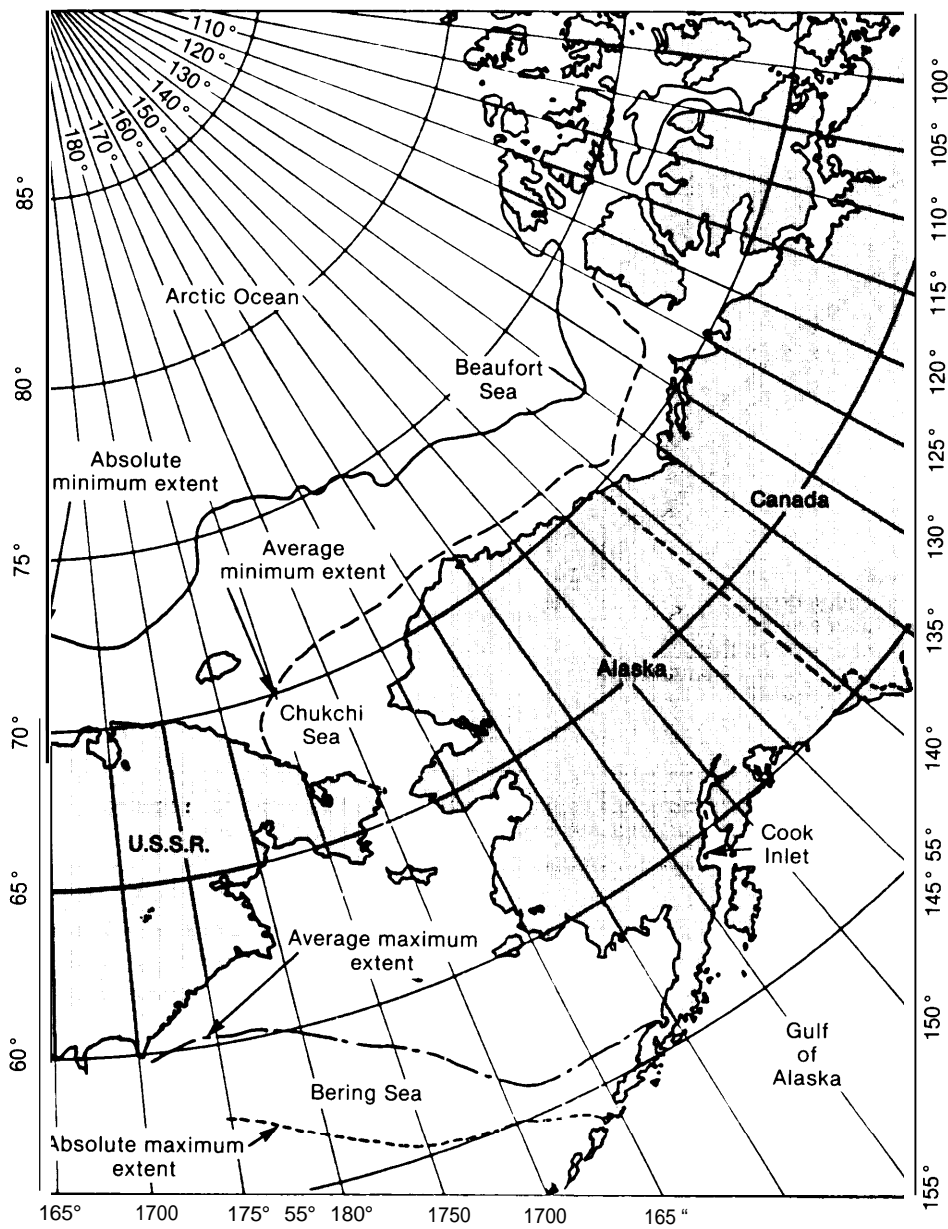 110°
120°
130°
140°
150°
160°
170°
180°
100°
105°
110°
115°
120°
125°
130°
135°
140°
145°
55°
150°
155°
85°
80°
75°
70°
65°
60°
Arctic Ocean
Beaufort
Sea
Absolute
minimum extent
Average
minimum extent
Canada
Alaska
Chukchi
Sea
U.S.S.R.
Cook
Inlet
Average maximum
extent
Gulf
of
Alaska
Bering Sea
Absolute maximum
extent
165° 1700 175° 55° 180° 1750 1700 165"